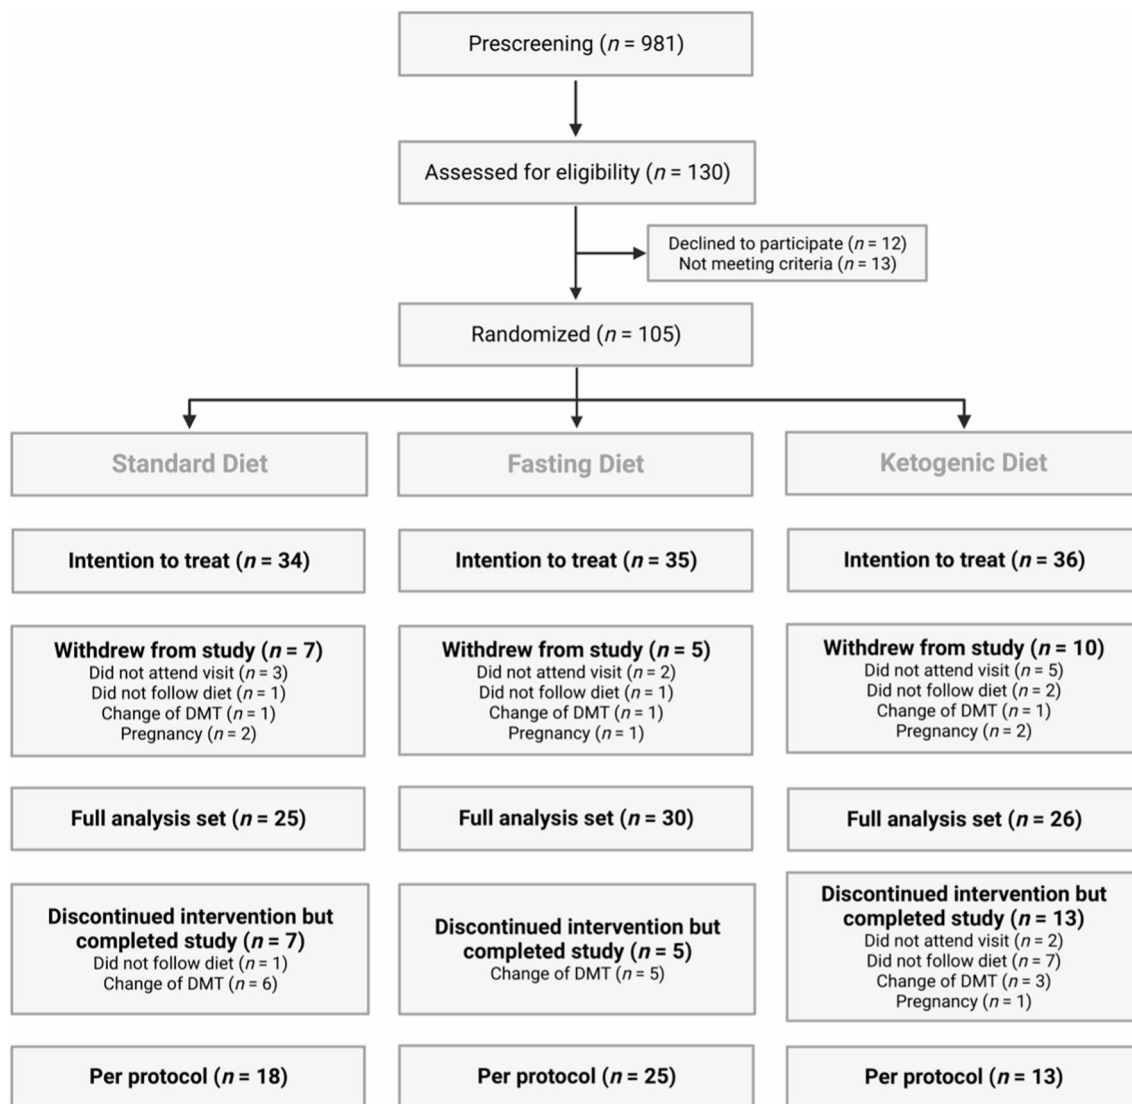 Prescreening (n = 981)
Assessed for eligibility (n = 130)
Declined to participate (n = 12)
Not meeting criteria (n = 13)
Randomized (n = 105)
Standard Diet
Fasting Diet
Ketogenic Diet
Intention to treat (n = 34)
Intention to treat (n = 35)
Intention to treat (n = 36)
Withdrew from study (n = 7)
Did not attend visit (n = 3)
Did not follow diet (n = 1)
Change of DMT (n = 1)
Pregnancy (n = 2)
Withdrew from study (n = 5)
Did not attend visit (n = 2)
Did not follow diet (n = 1)
Change of DMT (n = 1)
Pregnancy (n = 1)
Withdrew from study (n = 10)
Did not attend visit (n = 5)
Did not follow diet (n = 2)
Change of DMT (n = 1)
Pregnancy (n = 2)
Full analysis set (n = 25)
Full analysis set (n = 30)
Full analysis set (n = 26)
Discontinued intervention but
completed study (n = 7)
Did not follow diet (n = 1)
Change of DMT (n = 6)
Discontinued intervention but
completed study (n = 5)
Change of DMT (n = 5)
Discontinued intervention but
completed study (n = 13)
Did not attend visit (n = 2)
Did not follow diet (n = 7)
Change of DMT (n = 3)
Pregnancy (n = 1)
Per protocol (n = 18)
Per protocol (n = 25)
Per protocol (n = 13)